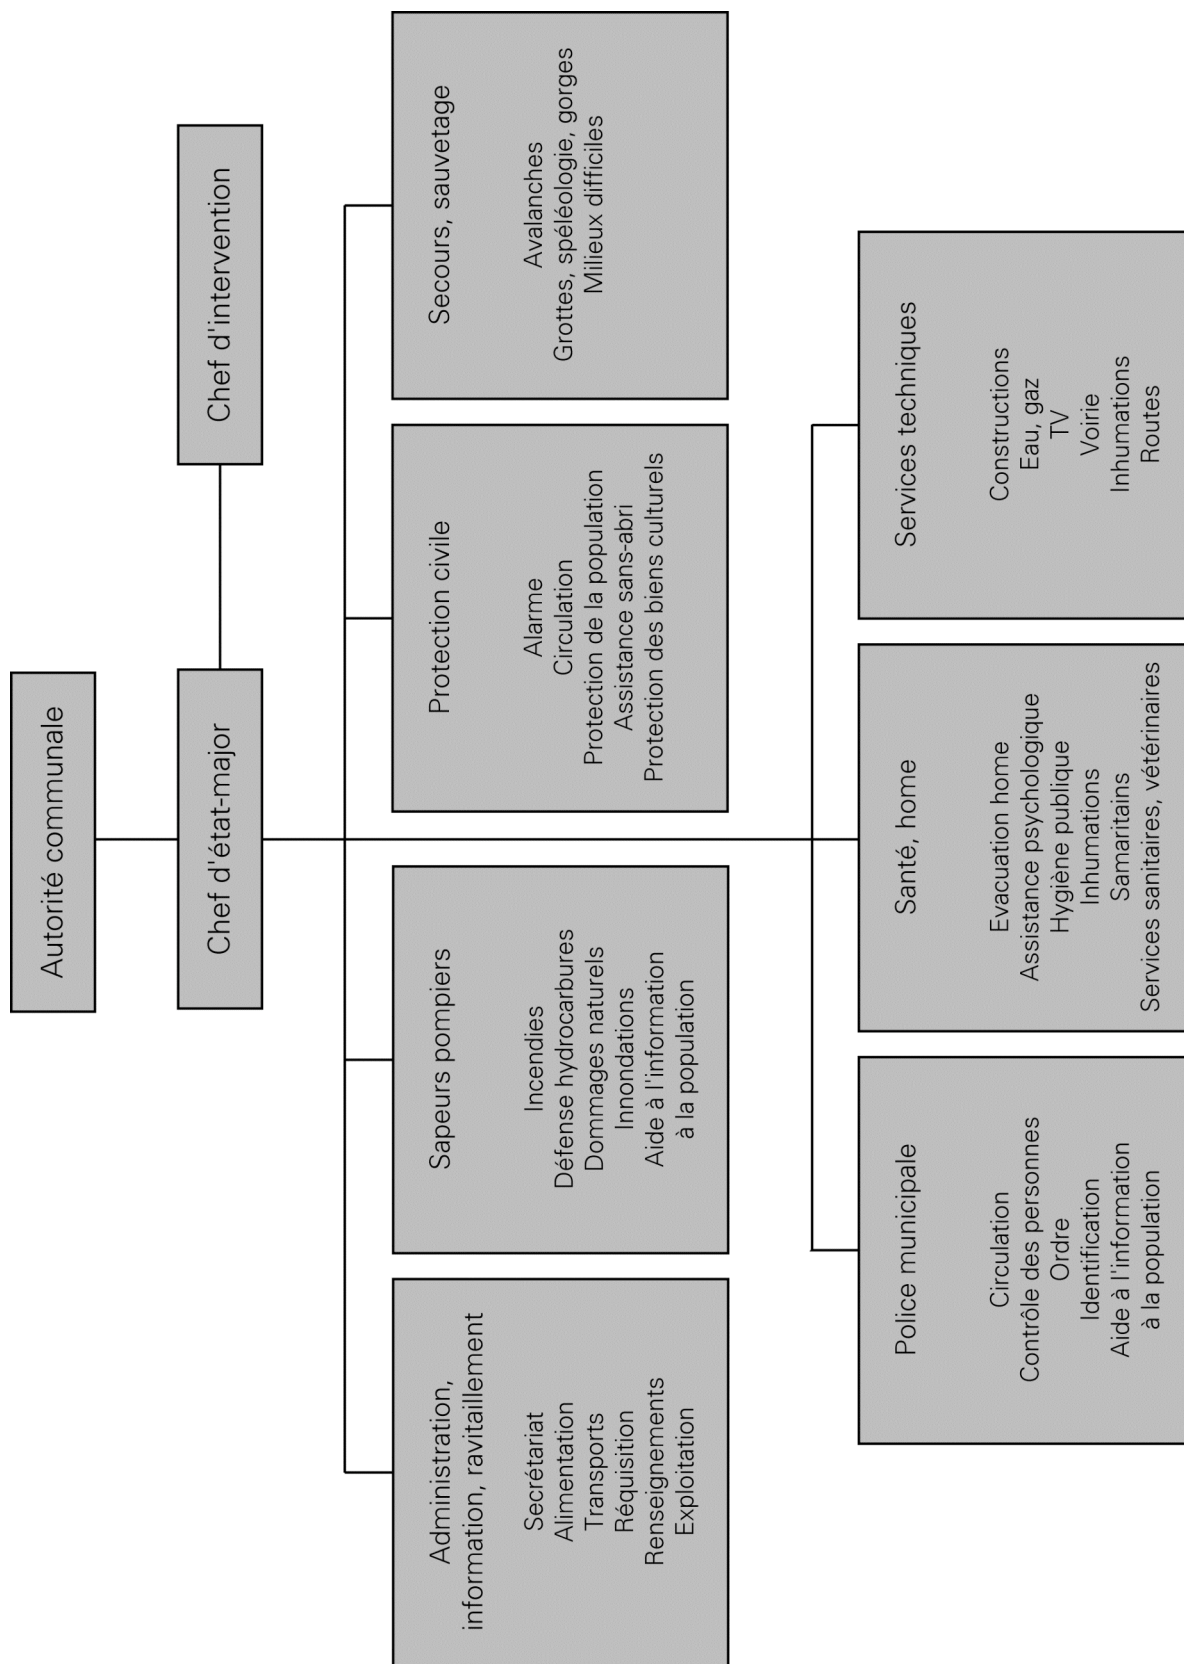 Autorité communale
Chef d'état-major
Chef d'intervention
Administration,
information, ravitaillement
Secrétariat
Alimentation
Transports
Réquisition
Renseignements
Exploitation
Sapeurs pompiers
Incendies
Défense hydrocarbures
Dommages naturels
Innondations
Aide à l'information
à la population
Protection civile
Alarme
Circulation
Protection de la population
Assistance sans-abri
Protection des biens culturels
Secours, sauvetage
Avalanches
Grottes, spéléologie, gorges
Milieux difficiles
Police municipale
Circulation
Contrôle des personnes
Ordre
Identification
Aide à l'information
à la population
Santé, home
Evacuation home
Assistance psychologique
Hygiène publique
Inhumations
Samaritains
Services sanitaires, vétérinaires
Services techniques
Constructions
Eau, gaz
TV
Voirie
Inhumations
Routes